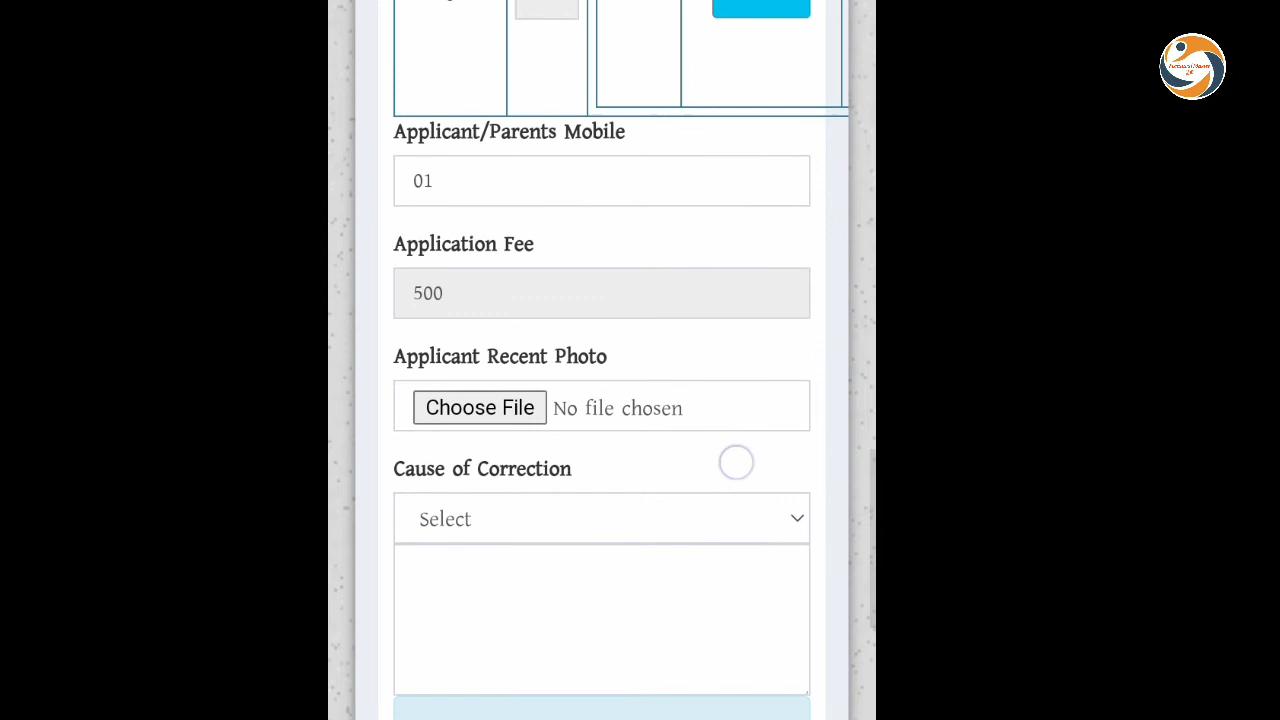 Applicant/Parents Mobile
01
Application Fee
500
Applicant Recent Photo
Choose File No file chosen
Cause of Correction
Select